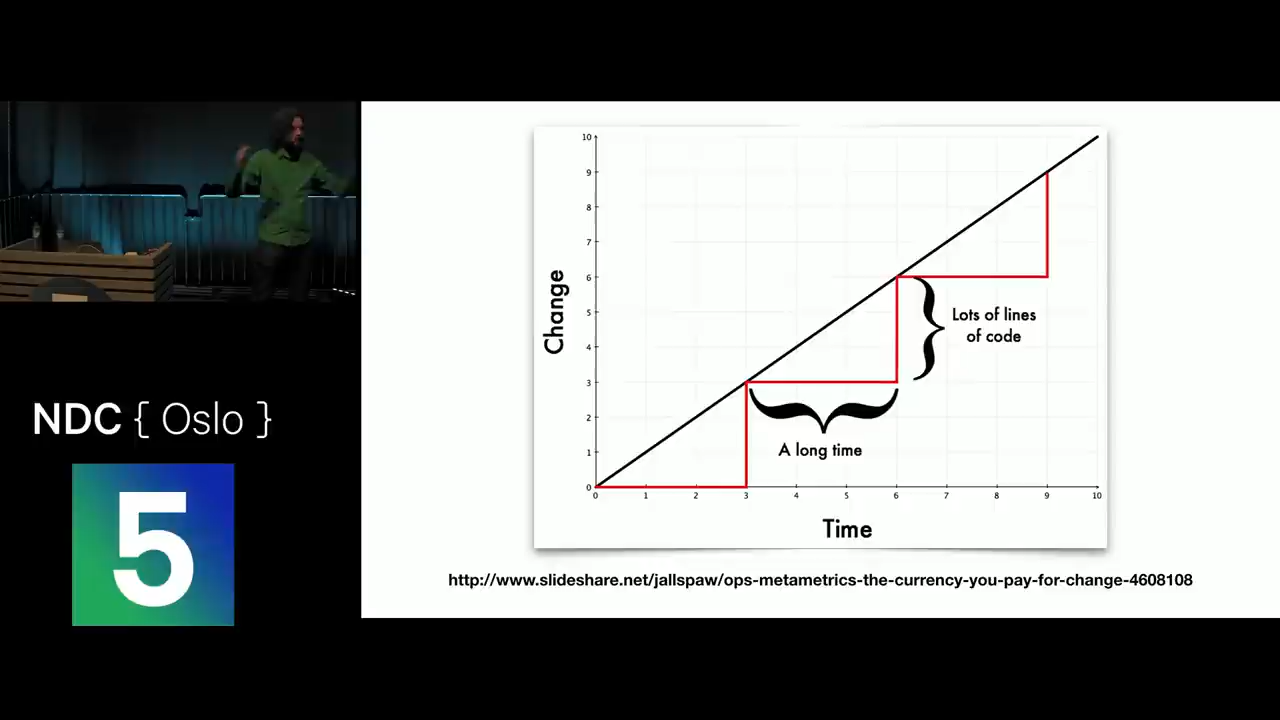 NDC { Oslo }
5
Change
10
9
8
7
6
5
4
3
2
1
0
0 1 2 3 4 5 6 7 8 9 10
Time
Lots of lines
of code
A long time
http://www.slideshare.net/jallspaw/ops-metametrics-the-currency-you-pay-for-change-4608108